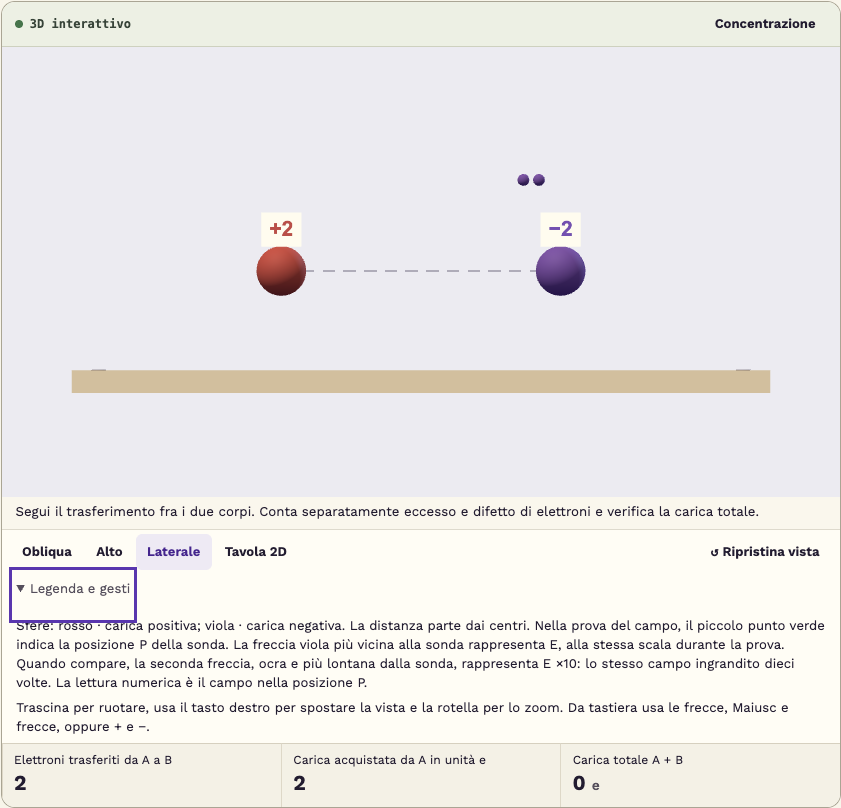 3D interattivo
Concentrazione
+2
−2
Segui il trasferimento fra i due corpi. Conta separatamente eccesso e difetto di elettroni e verifica la carica totale.
Obliqua Alto Laterale Tavola 2D ↺ Ripristina vista
▼ Legenda e gesti
Sfere: rosso · carica positiva; viola · carica negativa. La distanza parte dai centri. Nella prova del campo, il piccolo punto verde
indica la posizione P della sonda. La freccia viola più vicina alla sonda rappresenta E, alla stessa scala durante la prova.
Quando compare, la seconda freccia, ocra e più lontana dalla sonda, rappresenta E ×10: lo stesso campo ingrandito dieci
volte. La lettura numerica è il campo nella posizione P.
Trascina per ruotare, usa il tasto destro per spostare la vista e la rotella per lo zoom. Da tastiera usa le frecce, Maiusc e
frecce, oppure + e −.
Elettroni trasferiti da A a B
2
Carica acquistata da A in unità e
2
Carica totale A + B
0 e